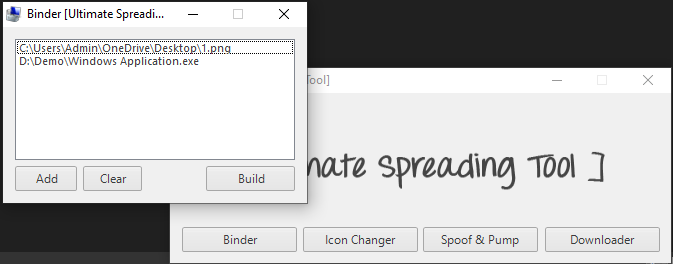 Binder [Ultimate Spreadi...
C:\Users\Admin\OneDrive\Desktop\1.png
D:\Demo\Windows Application.exe
Add
Clear
Build
Tool]
mate Spreading Tool ]
Binder
Icon Changer
Spoof & Pump
Downloader